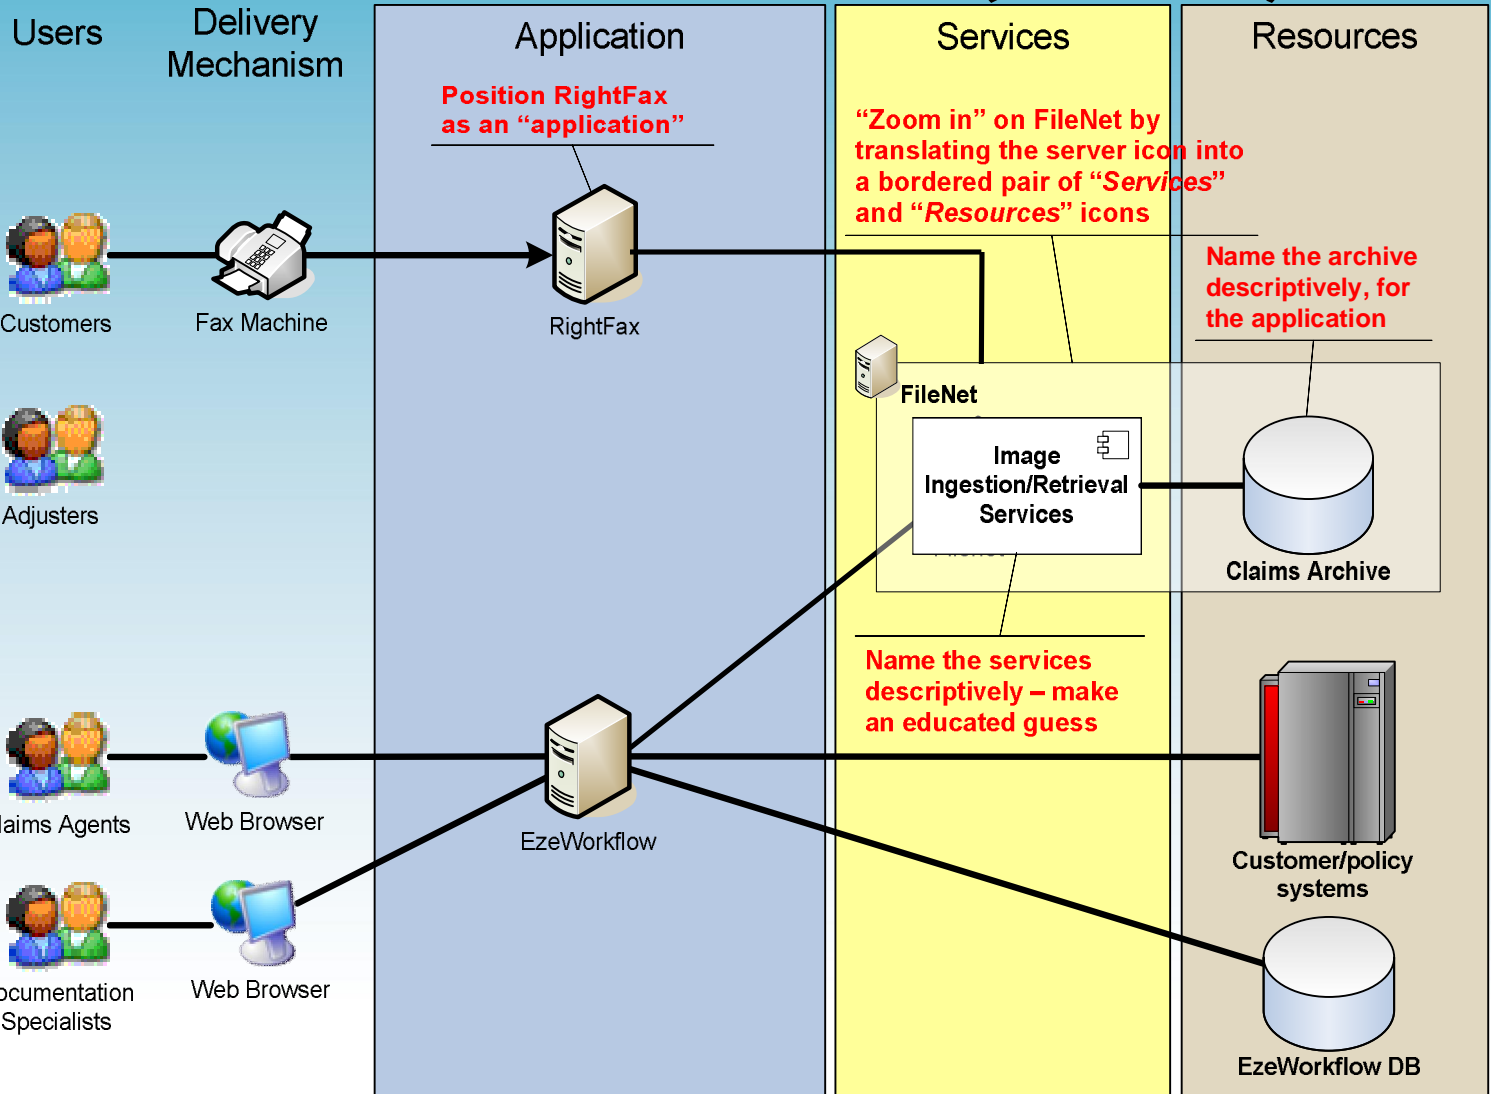 Users
Delivery
Mechanism
Application
Services
Resources
Position RightFax
as an “application”
“Zoom in” on FileNet by
translating the server icon into
a bordered pair of “Services”
and “Resources” icons
Name the archive
descriptively, for
the application
Customers
Fax Machine
RightFax
FileNet
Image
Ingestion/Retrieval
Services
Claims Archive
Adjusters
Name the services
descriptively – make
an educated guess
laims Agents
Web Browser
EzeWorkflow
Customer/policy
systems
ocumentation
Specialists
Web Browser
EzeWorkflow DB